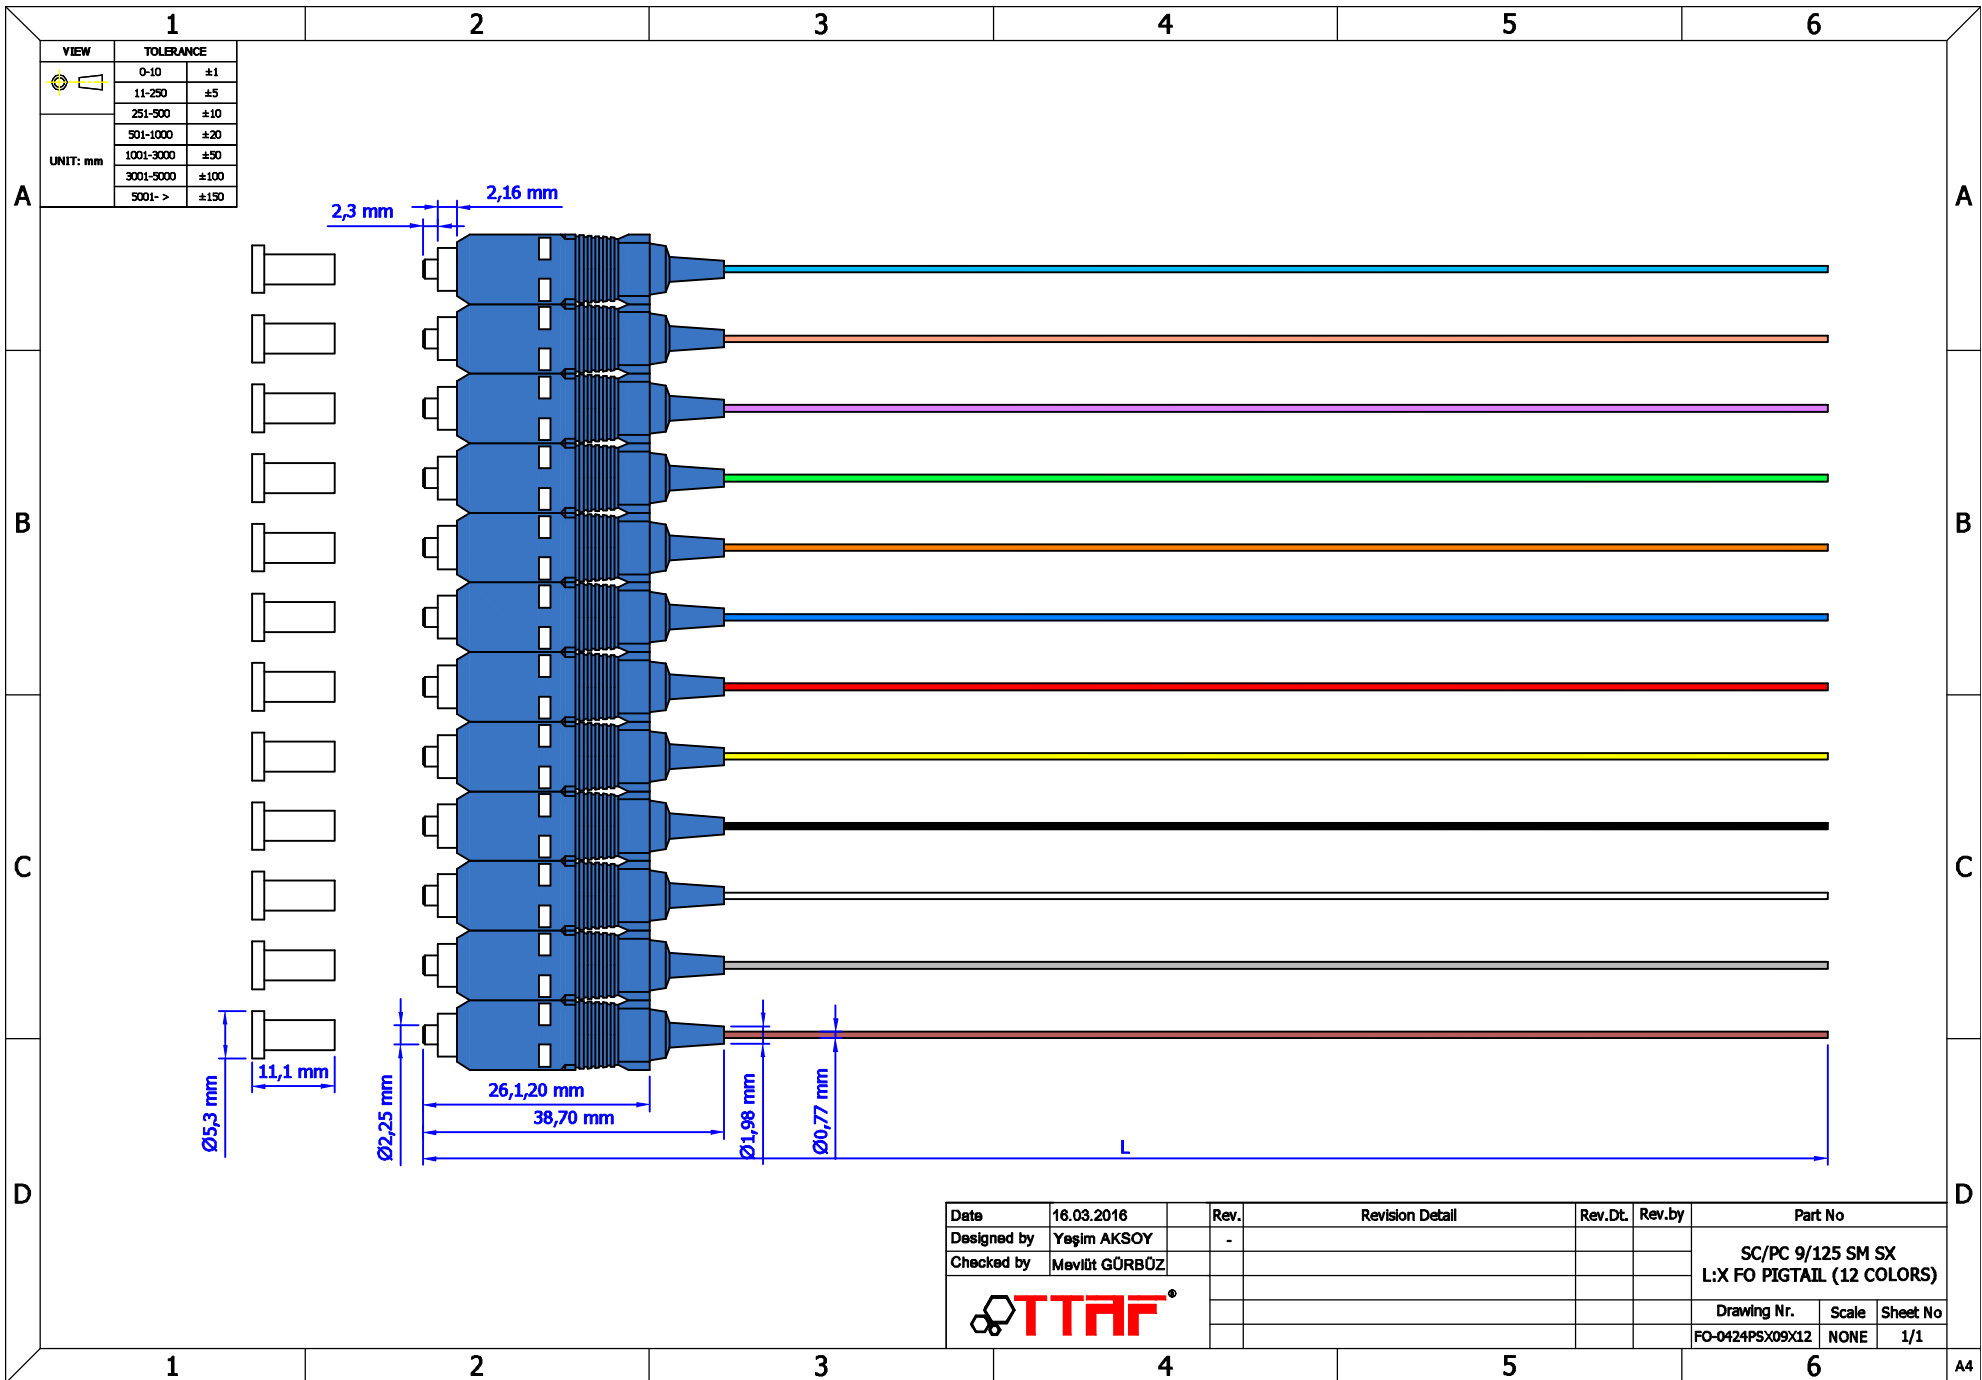 1 2 3 4 5 6
VIEW TOLERANCE
0-10 ±1
11-250 ±5
251-500 ±10
501-1000 ±20
UNIT: mm
1001-3000 ±50
3001-5000 ±100
5001- > ±150
A A
2,16 mm
2,3 mm
B B
C C
11,1 mm
Ø5,3 mm
Ø2,25 mm
26,1,20 mm
38,70 mm
Ø1,98 mm
Ø0,77 mm
L
D D
Date 16.03.2016 Rev. Revision Detail Rev.Dt. Rev.by Part No
Designed by Yeşim AKSOY -
Checked by Mevlüt GÜRBÜZ
SC/PC 9/125 SM SX
L:X FO PIGTAIL (12 COLORS)
TTAF®
Drawing Nr. Scale Sheet No
FO-0424PSX09X12 NONE 1/1
1 2 3 4 5 6 A4